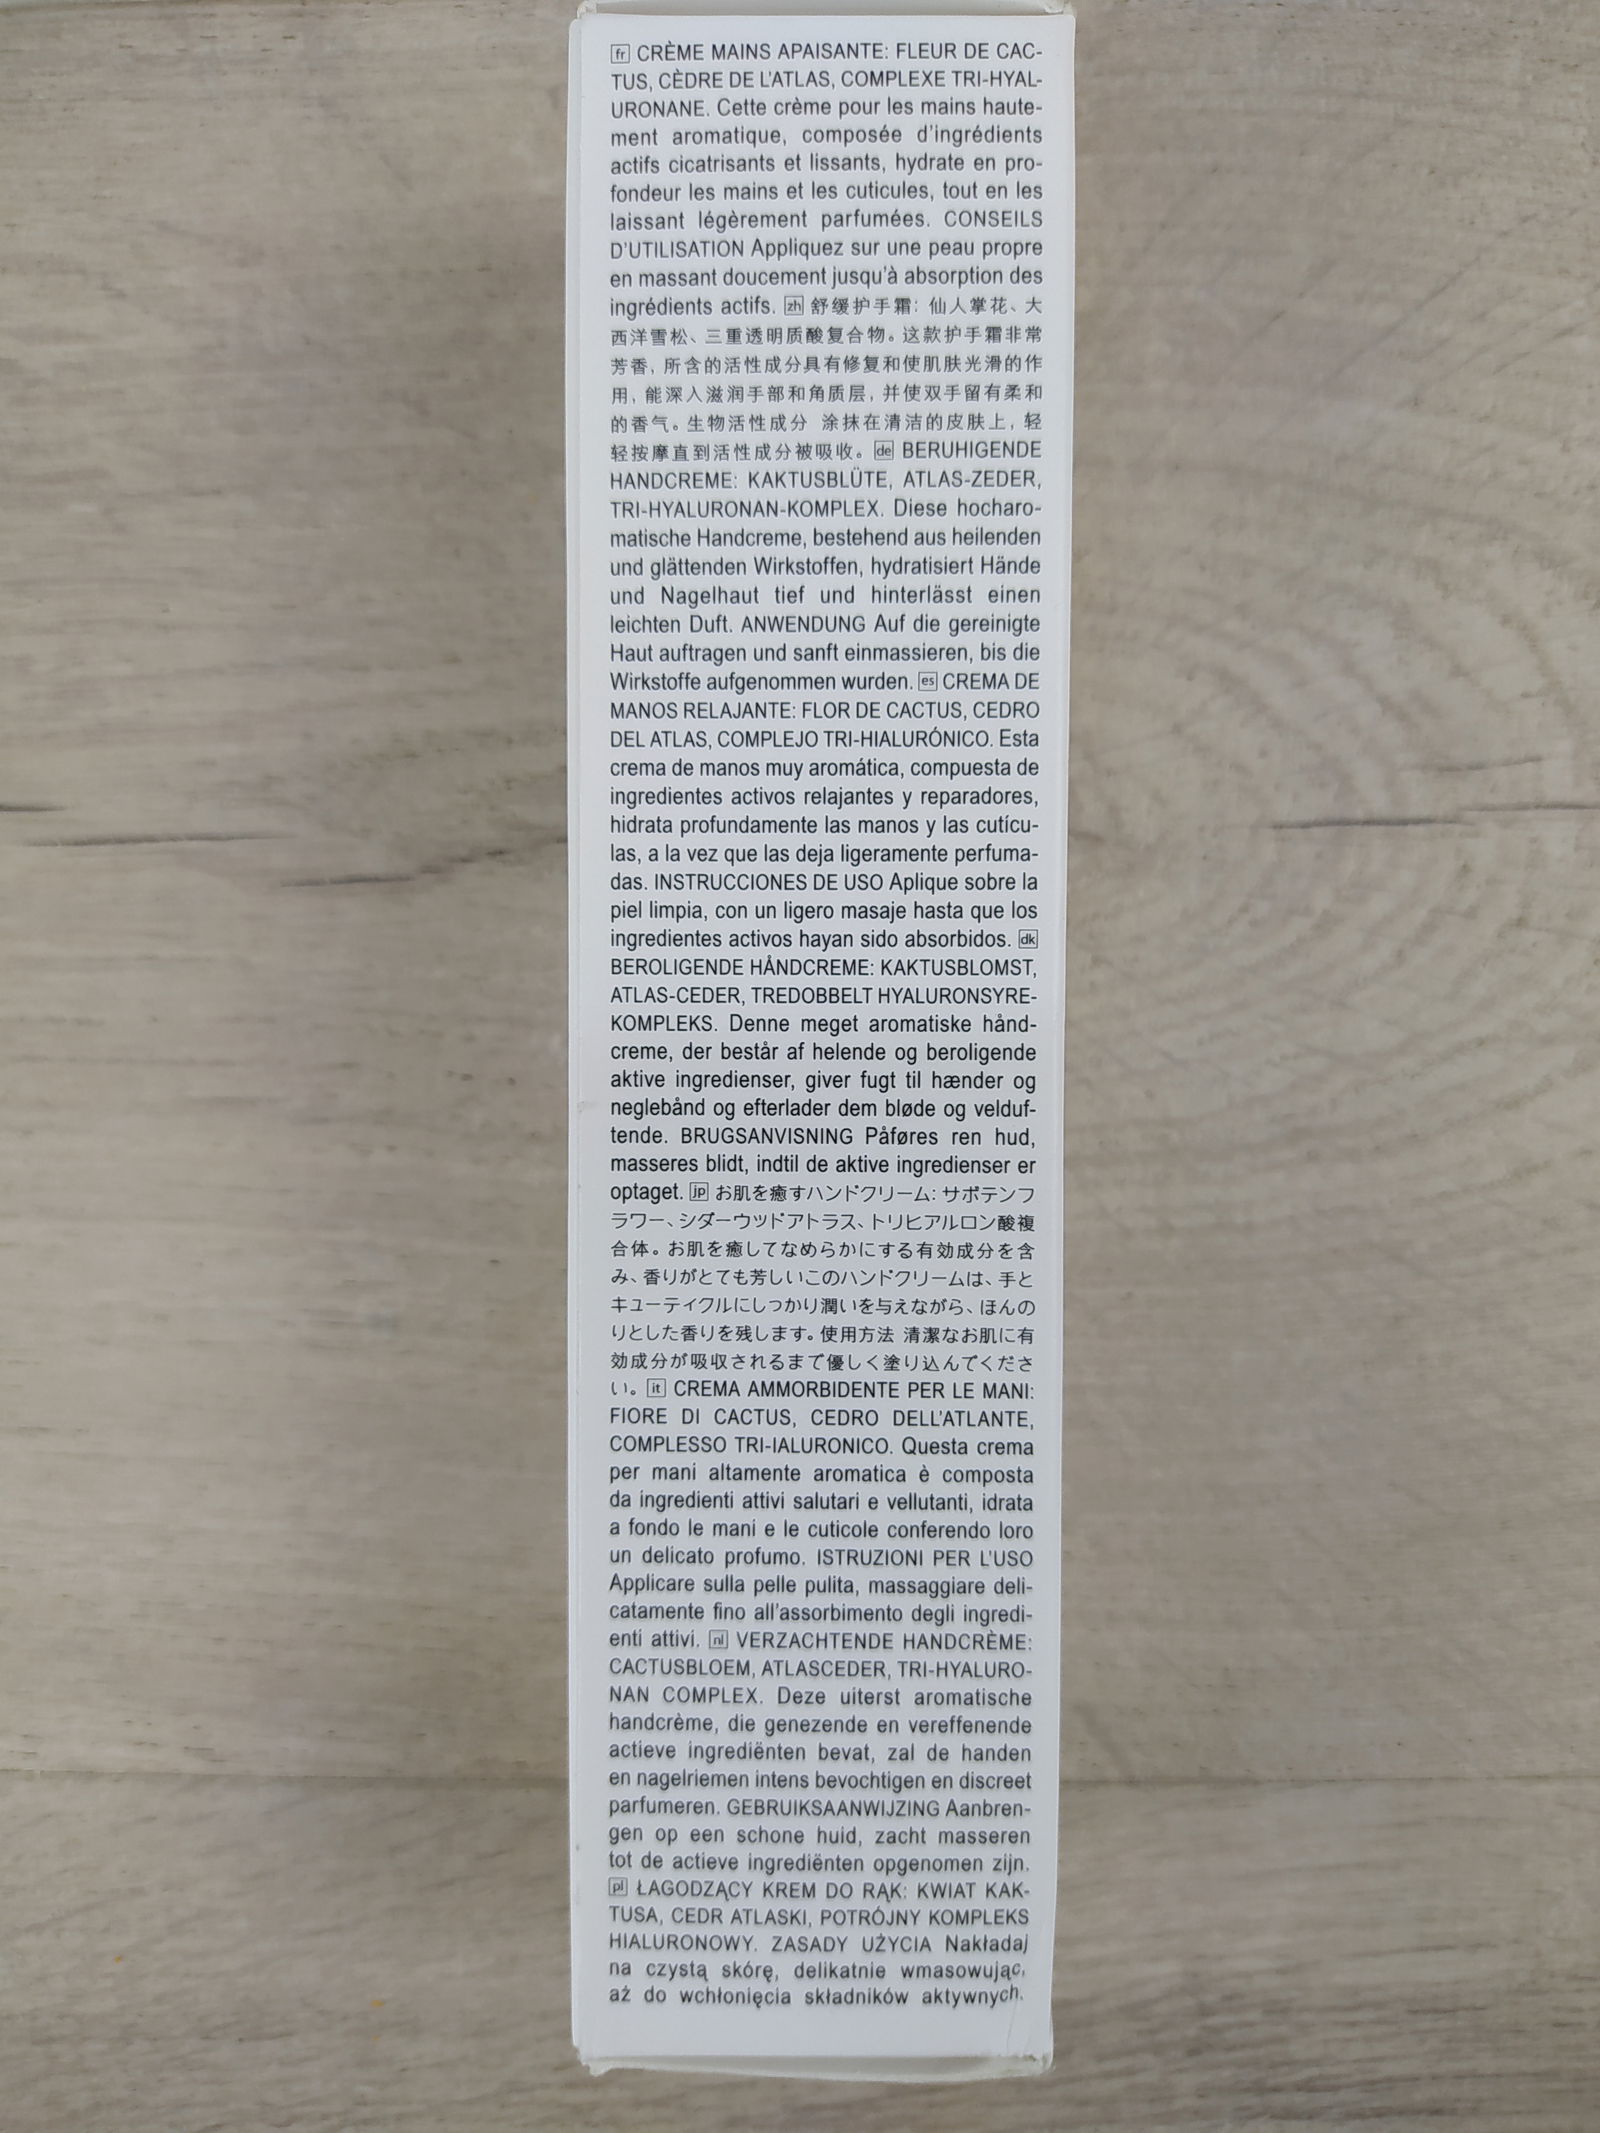 fr CRÈME MAINS APAISANTE: FLEUR DE CAC-
TUS, CÈDRE DE L'ATLAS, COMPLEXE TRI-HYAL-
URONANE. Cette crème pour les mains haute-
ment aromatique, composée d'ingrédients
actifs cicatrisants et lissants, hydrate en pro-
fondeur les mains et les cuticules, tout en les
laissant légèrement parfumées. CONSEILS
D'UTILISATION Appliquez sur une peau propre
en massant doucement jusqu'à absorption des
ingrédients actifs. zh 舒缓护手霜: 仙人掌花、大
西洋雪松、三重透明质酸复合物。这款护手霜非常
芳香, 所含的活性成分具有修复和使肌肤光滑的作
用, 能深入滋润手部和角质层, 并使双手留有柔和
的香气。生物活性成分 涂抹在清洁的皮肤上, 轻
轻按摩直到活性成分被吸收。de BERUHIGENDE
HANDCREME: KAKTUSBLÜTE, ATLAS-ZEDER,
TRI-HYALURONAN-KOMPLEX. Diese hocharo-
matische Handcreme, bestehend aus heilenden
und glättenden Wirkstoffen, hydratisiert Hände
und Nagelhaut tief und hinterlässt einen
leichten Duft. ANWENDUNG Auf die gereinigte
Haut auftragen und sanft einmassieren, bis die
Wirkstoffe aufgenommen wurden. es CREMA DE
MANOS RELAJANTE: FLOR DE CACTUS, CEDRO
DEL ATLAS, COMPLEJO TRI-HIALURÓNICO. Esta
crema de manos muy aromática, compuesta de
ingredientes activos relajantes y reparadores,
hidrata profundamente las manos y las cutícu-
las, a la vez que las deja ligeramente perfuma-
das. INSTRUCCIONES DE USO Aplique sobre la
piel limpia, con un ligero masaje hasta que los
ingredientes activos hayan sido absorbidos. dk
BEROLIGENDE HÅNDCREME: KAKTUSBLOMST,
ATLAS-CEDER, TREDOBBELT HYALURONSYRE-
KOMPLEKS. Denne meget aromatiske hånd-
creme, der består af helende og beroligende
aktive ingredienser, giver fugt til hænder og
neglebånd og efterlader dem bløde og velduf-
tende. BRUGSANVISNING Påføres ren hud,
masseres blidt, indtil de aktive ingredienser er
optaget. jp お肌を癒すハンドクリーム: サボテンフ
ラワー、シダーウッドアトラス、トリヒアルロン酸複
合体。お肌を癒してなめらかにする有効成分を含
み、香りがとても芳しいこのハンドクリームは、手と
キューティクルにしっかり潤いを与えながら、ほんの
りとした香りを残します。使用方法 清潔なお肌に有
効成分が吸収されるまで優しく塗り込んでくださ
い。it CREMA AMMORBIDENTE PER LE MANI:
FIORE DI CACTUS, CEDRO DELL'ATLANTE,
COMPLESSO TRI-IALURONICO. Questa crema
per mani altamente aromatica è composta
da ingredienti attivi salutari e vellutanti, idrata
a fondo le mani e le cuticole conferendo loro
un delicato profumo. ISTRUZIONI PER L'USO
Applicare sulla pelle pulita, massaggiare deli-
catamente fino all'assorbimento degli ingredi-
enti attivi. nl VERZACHTENDE HANDCRÈME:
CACTUSBLOEM, ATLASCEDER, TRI-HYALURO-
NAN COMPLEX. Deze uiterst aromatische
handcrème, die genezende en vereffenende
actieve ingrediënten bevat, zal de handen
en nagelriemen intens bevochtigen en discreet
parfumeren. GEBRUIKSAANWIJZING Aanbren-
gen op een schone huid, zacht masseren
tot de actieve ingrediënten opgenomen zijn.
pl ŁAGODZĄCY KREM DO RĄK: KWIAT KAK-
TUSA, CEDR ATLASKI, POTRÓJNY KOMPLEKS
HIALURONOWY. ZASADY UŻYCIA Nakładaj
na czystą skórę, delikatnie wmasowując,
aż do wchłonięcia składników aktywnych.